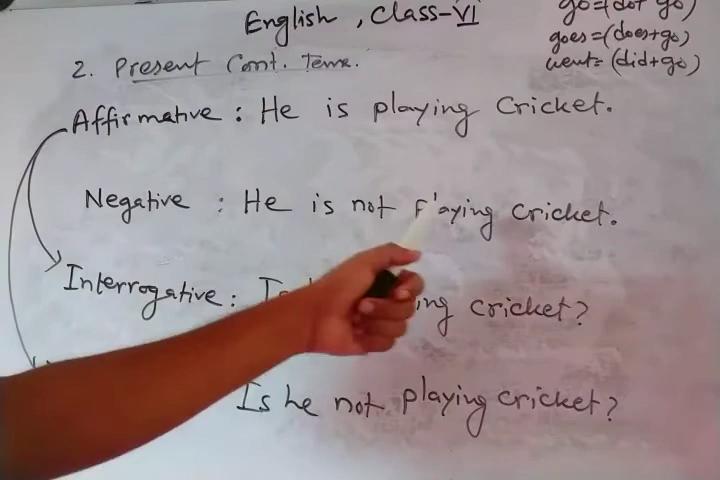 English, Class-VI
go=(do+go)
goes=(does+go)
went=(did+go)
2. Present Cont. Tense.
Affirmative : He is playing Cricket.
Negative : He is not playing cricket.
Interrogative : cricket?
Is he not playing cricket?